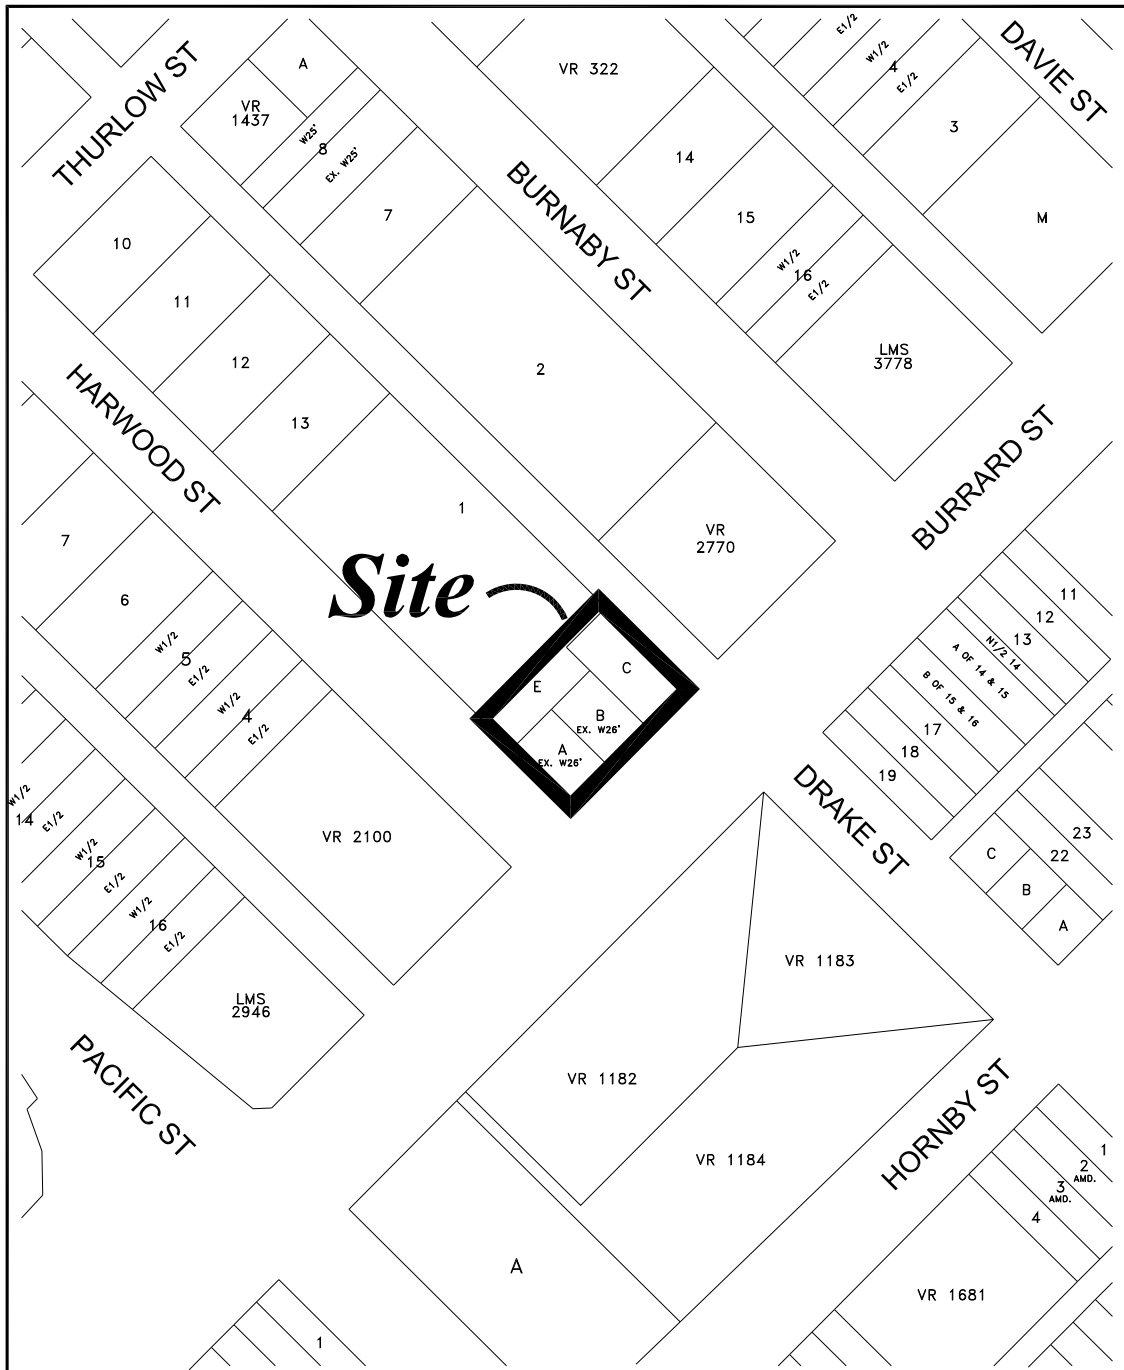 THURLOW ST
A
VR
1437
W25'
8
EX. W25'
7
VR 322
E1/2
W1/2
4
E1/2
DAVIE ST
3
M
14
15
W1/2
16
E1/2
BURNABY ST
LMS
3778
10
11
12
13
2
1
HARWOOD ST
VR
2770
BURRARD ST
7
6
W1/2
5
E1/2
W1/2
4
E1/2
Site
E
C
B
EX. W26'
A
EX. W26'
11
12
13
N1/2 14
A OF 14 & 15
B OF 15 & 16
17
18
19
DRAKE ST
23
22
C
B
A
W1/2
14
E1/2
W1/2
15
E1/2
W1/2
16
E1/2
VR 2100
LMS
2946
PACIFIC ST
VR 1183
VR 1182
VR 1184
HORNBY ST
1
2
AMD.
3
AMD.
4
A
VR 1681
1